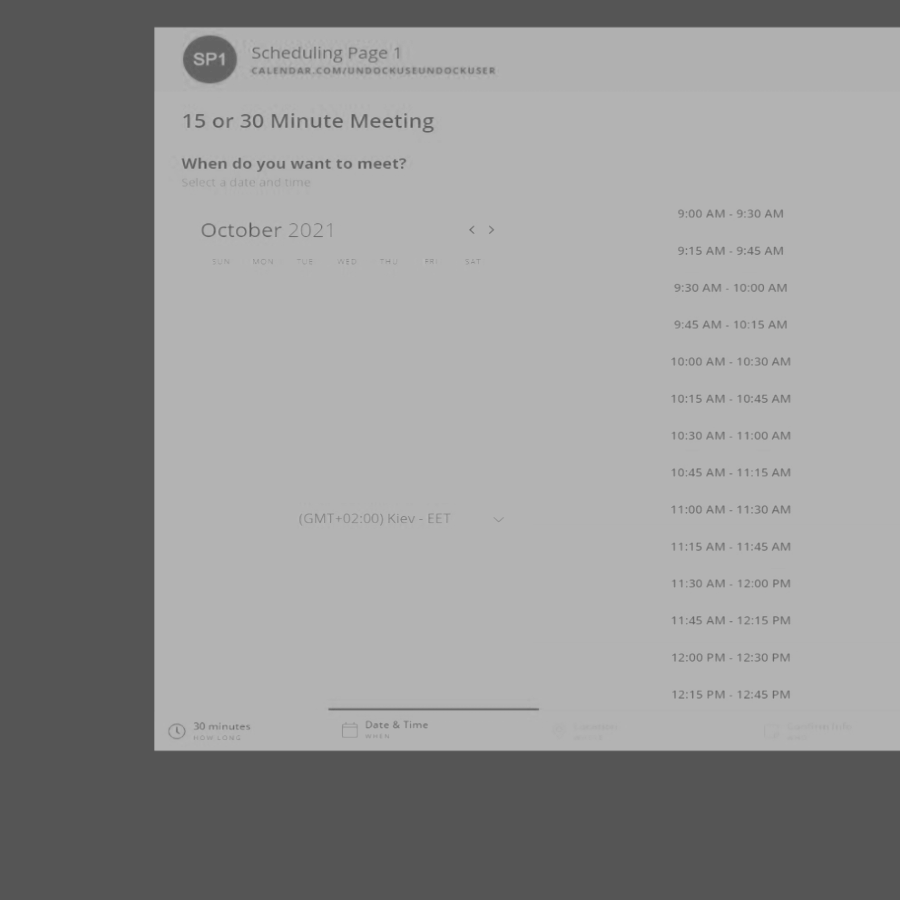 SP1
Scheduling Page 1
CALENDAR.COM/UNDOCKUSEUNDOCKUSER
15 or 30 Minute Meeting
When do you want to meet?
Select a date and time
October 2021
SUN MON TUE WED THU FRI SAT
(GMT+02:00) Kiev - EET
9:00 AM - 9:30 AM
9:15 AM - 9:45 AM
9:30 AM - 10:00 AM
9:45 AM - 10:15 AM
10:00 AM - 10:30 AM
10:15 AM - 10:45 AM
10:30 AM - 11:00 AM
10:45 AM - 11:15 AM
11:00 AM - 11:30 AM
11:15 AM - 11:45 AM
11:30 AM - 12:00 PM
11:45 AM - 12:15 PM
12:00 PM - 12:30 PM
12:15 PM - 12:45 PM
30 minutes
HOW LONG
Date & Time
WHEN